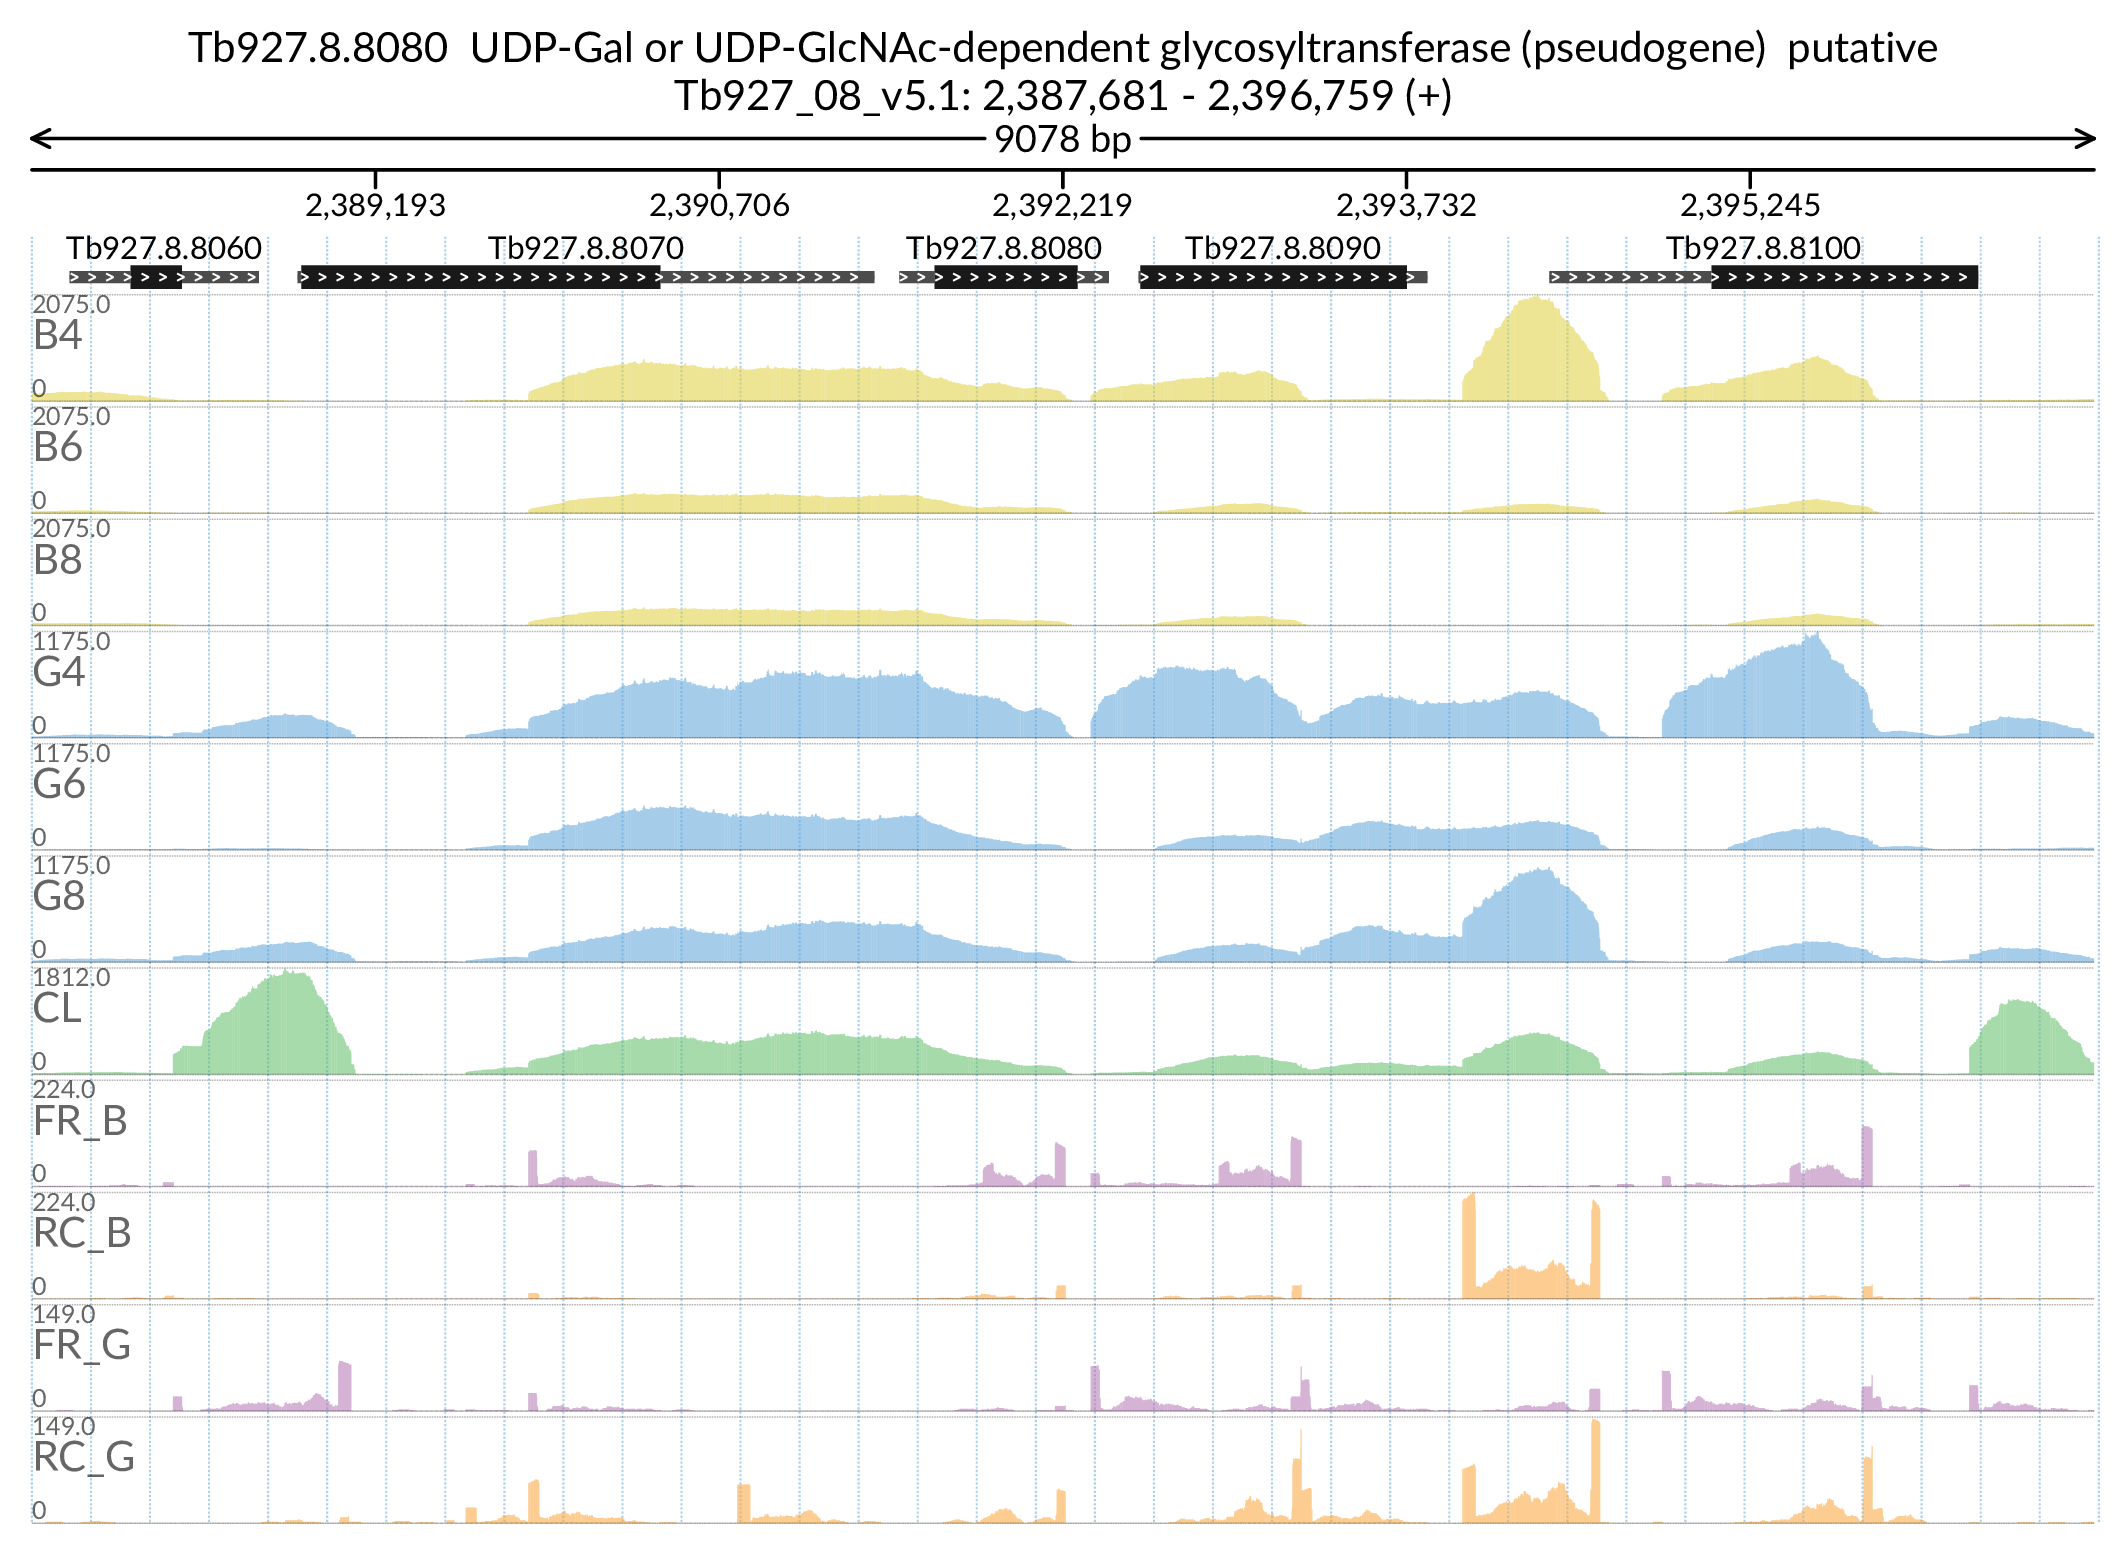 Tb927.8.8080 UDP-Gal or UDP-GlcNAc-dependent glycosyltransferase (pseudogene) putative
Tb927_08_v5.1: 2,387,681 - 2,396,759 (+)
9078 bp
2,389,193 2,390,706 2,392,219 2,393,732 2,395,245
Tb927.8.8060 Tb927.8.8070 Tb927.8.8080 Tb927.8.8090 Tb927.8.8100
2075.0
B4
0
2075.0
B6
0
2075.0
B8
0
1175.0
G4
0
1175.0
G6
0
1175.0
G8
0
1812.0
CL
0
224.0
FR_B
0
224.0
RC_B
0
149.0
FR_G
0
149.0
RC_G
0